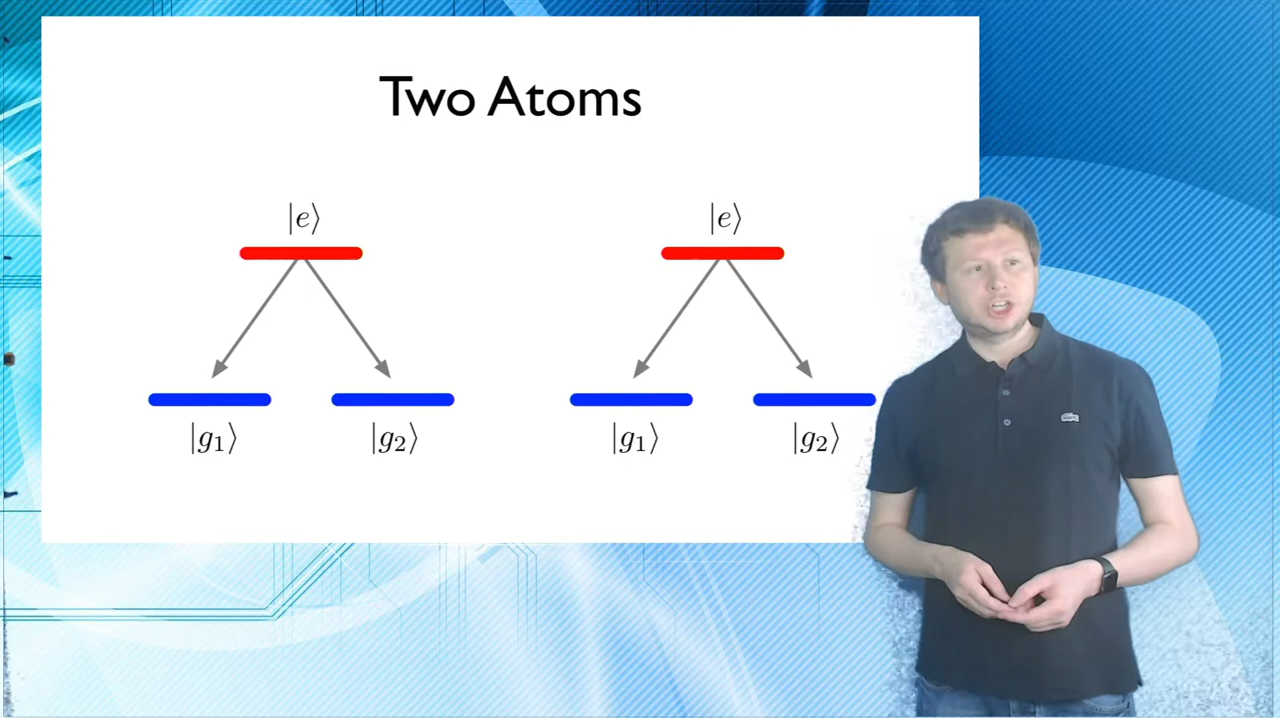 Two Atoms
|e⟩ |e⟩
|g₁⟩ |g₂⟩ |g₁⟩ |g₂⟩